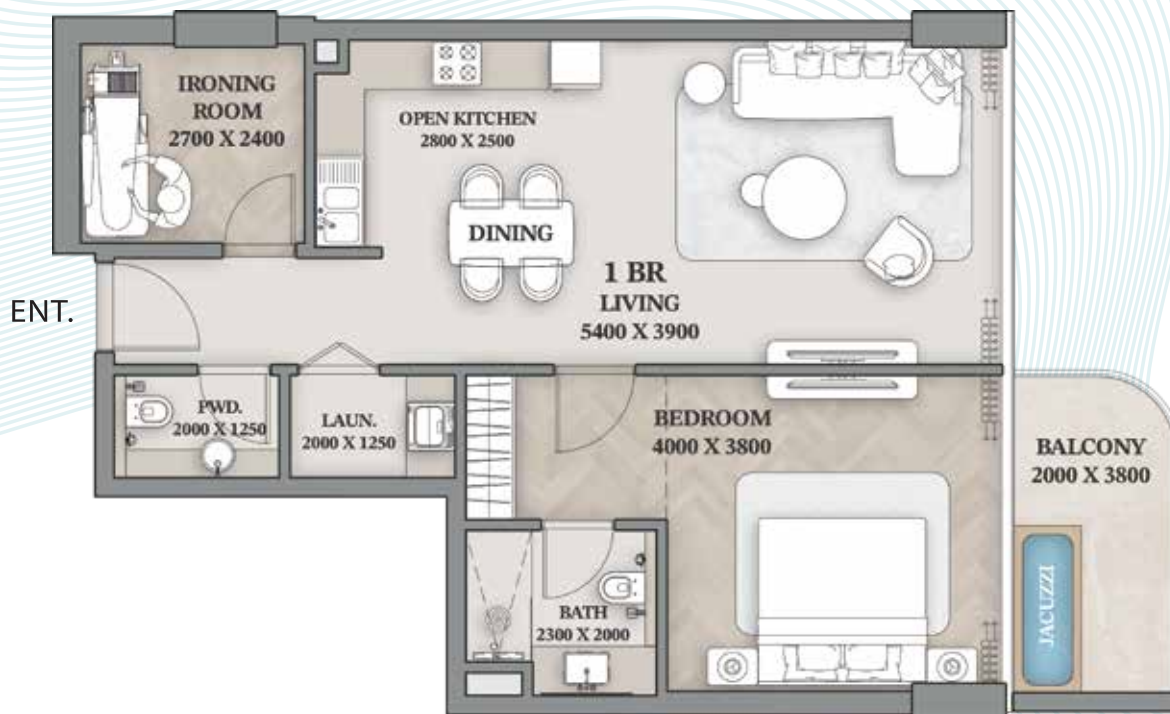 IRONING
ROOM
2700 X 2400
OPEN KITCHEN
2800 X 2500
DINING
1 BR
LIVING
5400 X 3900
ENT.
PWD.
2000 X 1250
LAUN.
2000 X 1250
BEDROOM
4000 X 3800
BALCONY
2000 X 3800
BATH
2300 X 2000
JACUZZI